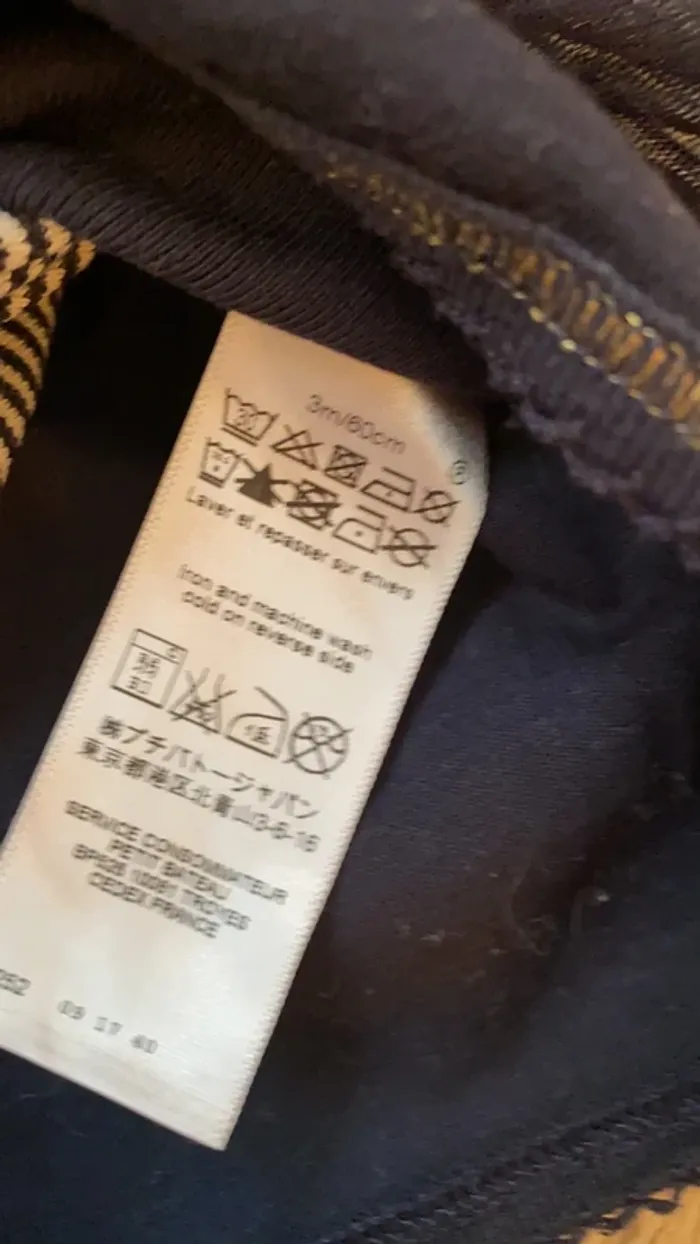 3m/60cm
30
Laver et repasser sur envers
Iron and machine wash
cold on reverse side
㈱プチバトージャパン
東京都港区北青山3-6-16
SERVICE CONSOMMATEUR
PETIT BATEAU
BP525 10081 TROYES
CEDEX FRANCE
09 17 40